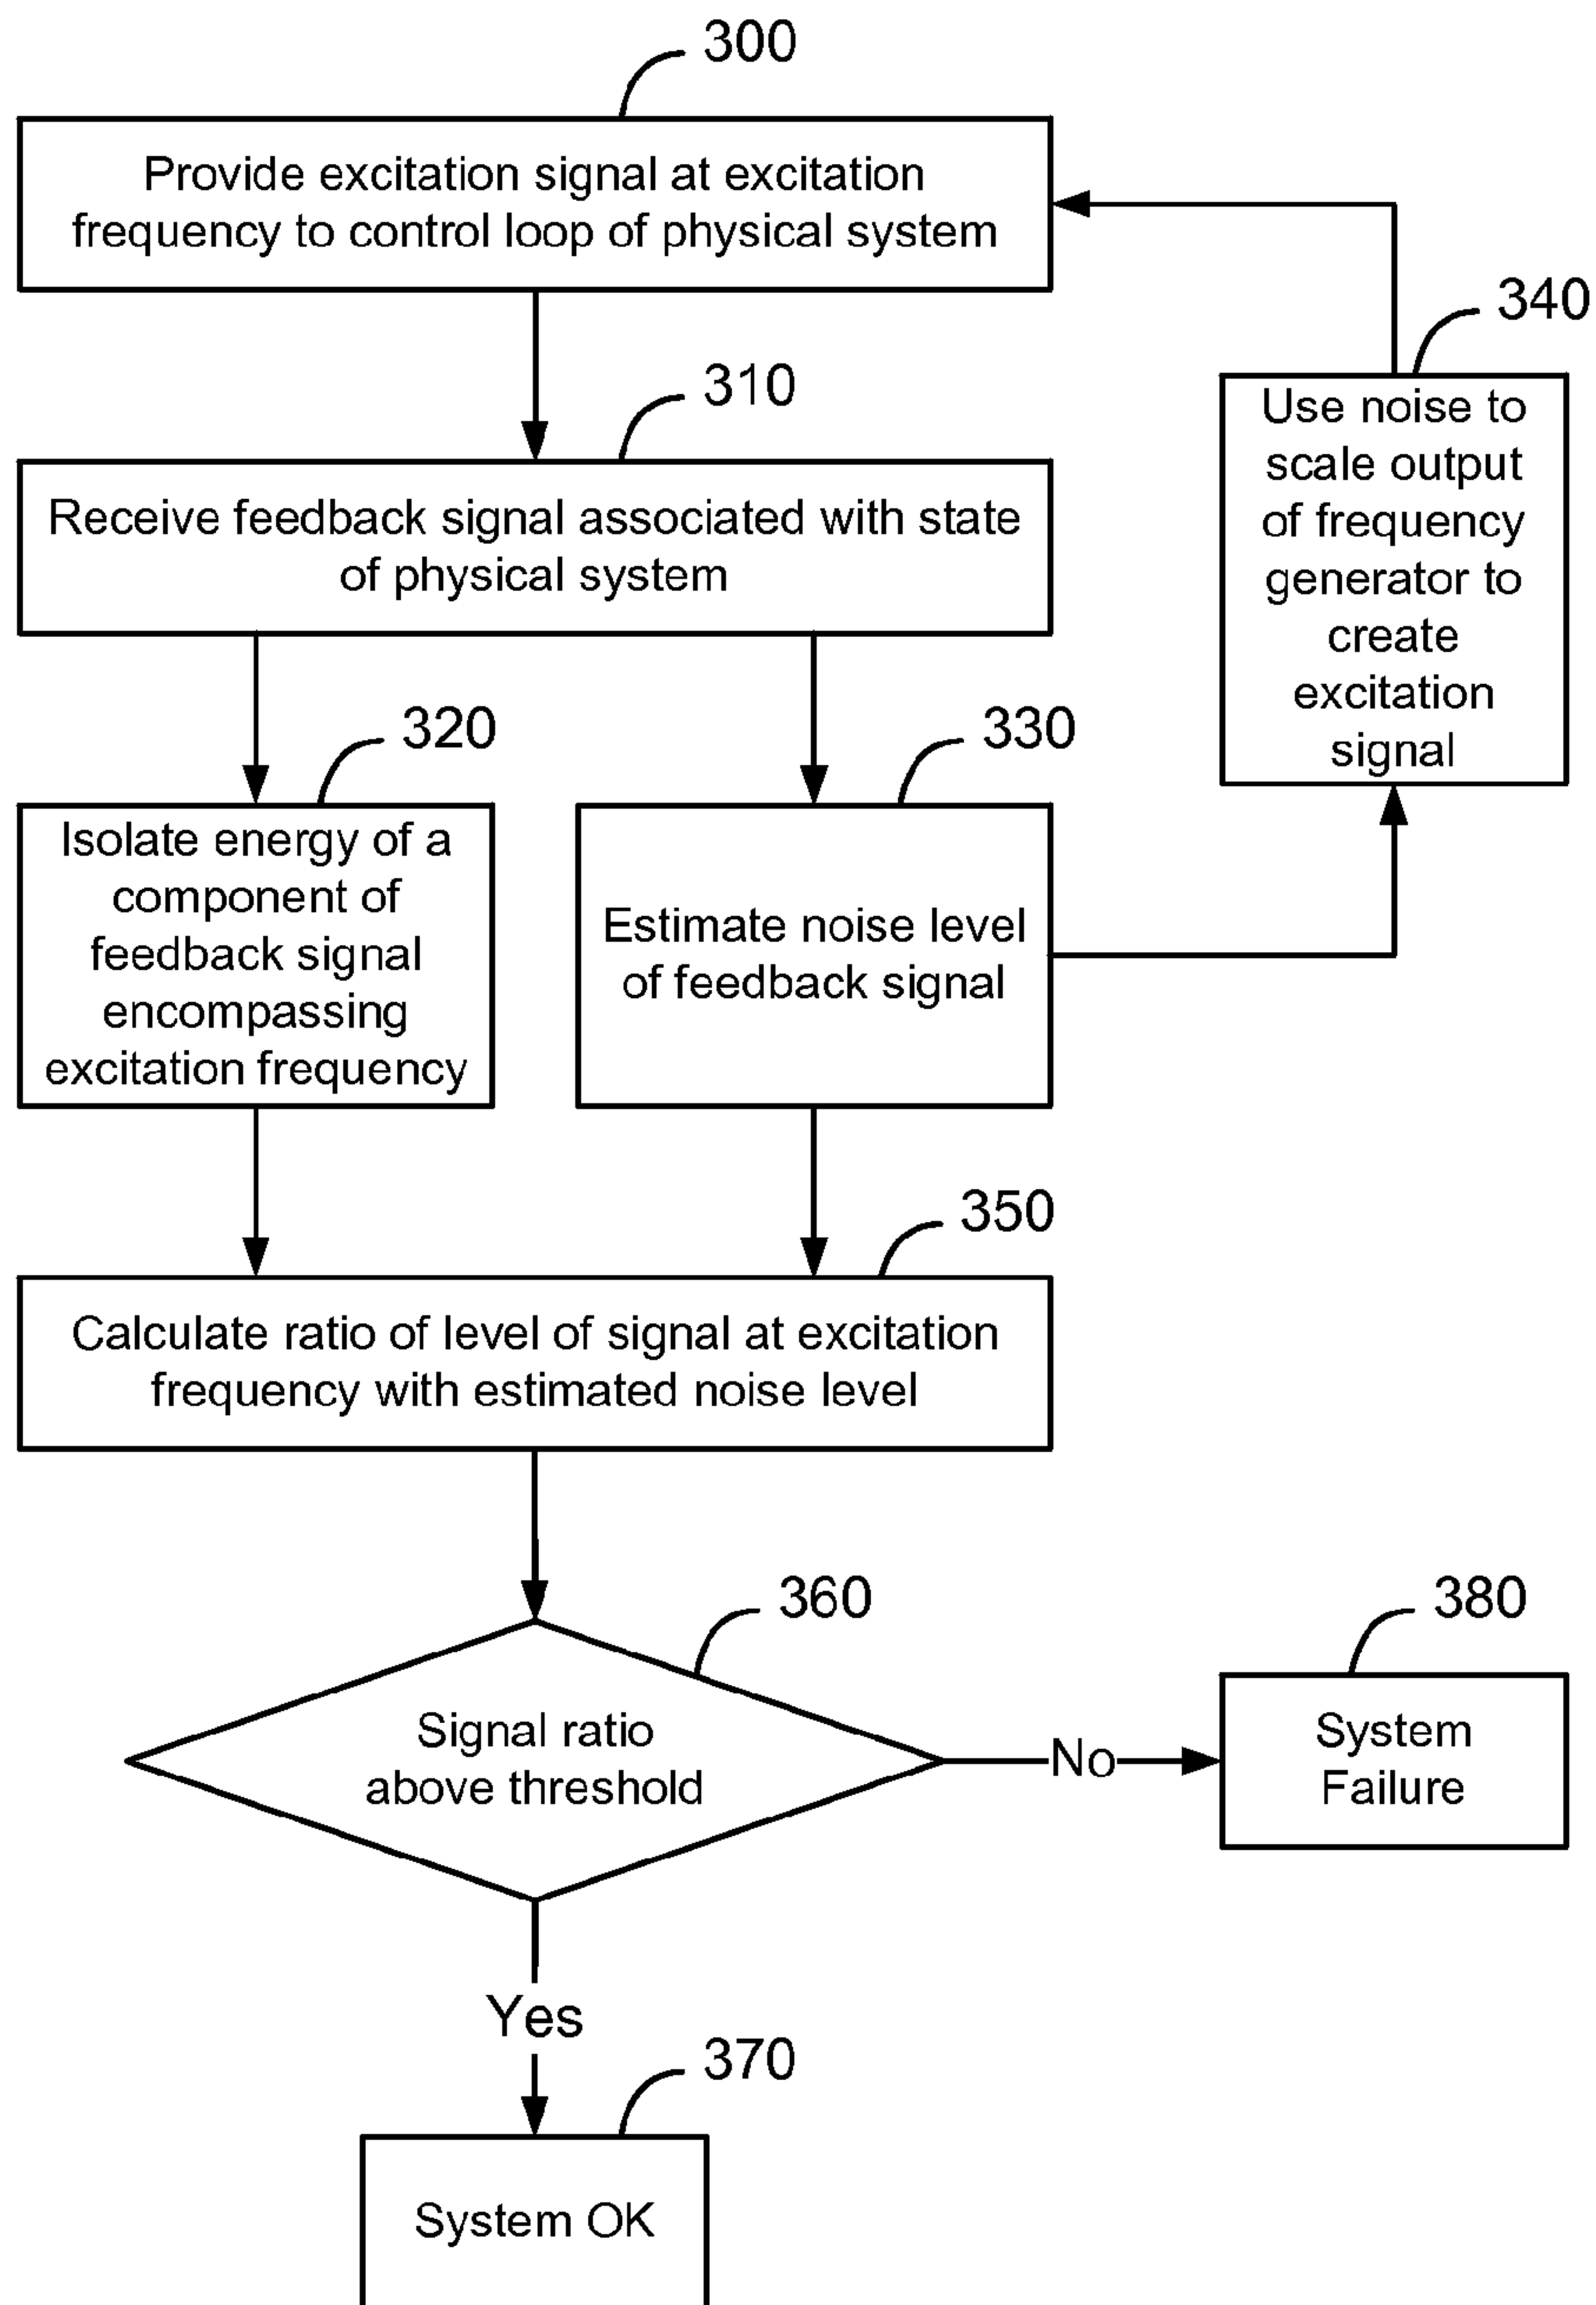 300
Provide excitation signal at excitation
frequency to control loop of physical system
310
Receive feedback signal associated with state
of physical system
320
Isolate energy of a
component of
feedback signal
encompassing
excitation frequency
330
Estimate noise level
of feedback signal
340
Use noise to
scale output
of frequency
generator to
create
excitation
signal
350
Calculate ratio of level of signal at excitation
frequency with estimated noise level
360
Signal ratio
above threshold
No
380
System
Failure
Yes
370
System OK